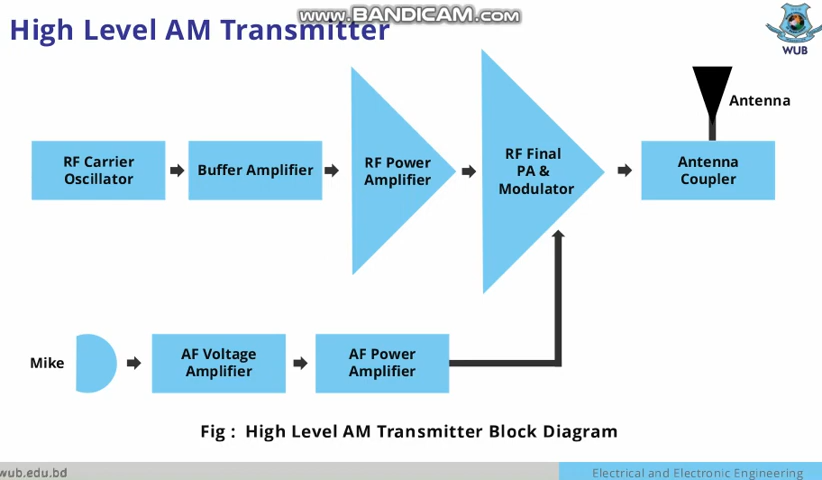 www.BANDICAM.com
High Level AM Transmitter
WUB
Antenna
RF Carrier
Oscillator
Buffer Amplifier
RF Power
Amplifier
RF Final
PA &
Modulator
Antenna
Coupler
Mike
AF Voltage
Amplifier
AF Power
Amplifier
Fig : High Level AM Transmitter Block Diagram
wub.edu.bd
Electrical and Electronic Engineering